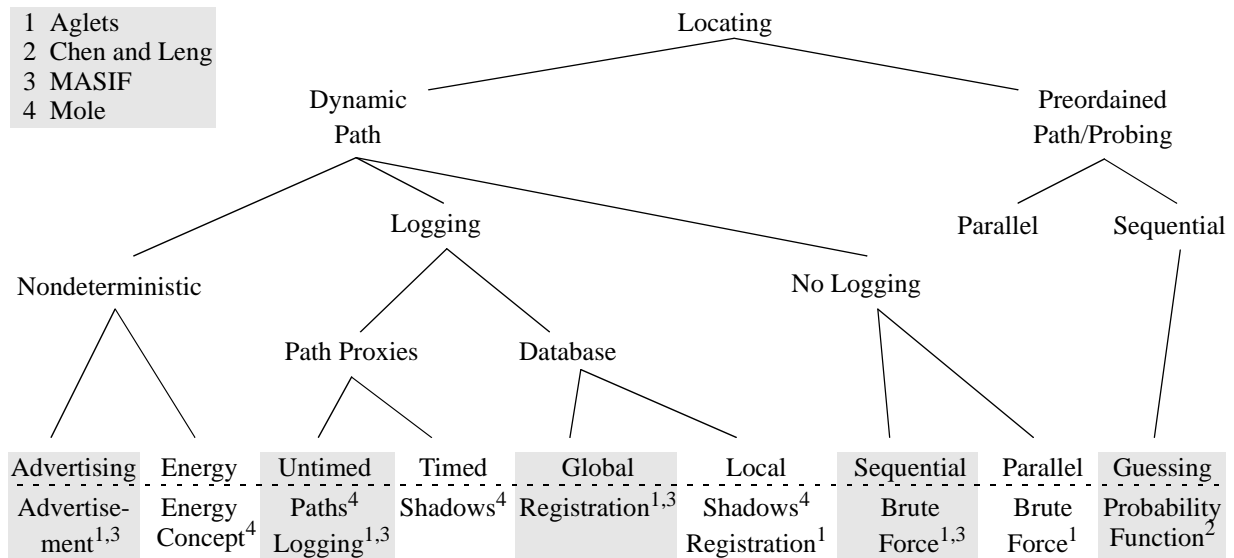 1 Aglets
2 Chen and Leng
3 MASIF
4 Mole
Locating
Dynamic
Path
Preordained
Path/Probing
Logging
Parallel
Sequential
Nondeterministic
No Logging
Path Proxies
Database
Advertising
Energy
Untimed
Timed
Global
Local
Sequential
Parallel
Guessing
Advertise-
ment1,3
Energy
Concept4
Paths4
Logging1,3
Shadows4
Registration1,3
Shadows4
Registration1
Brute
Force1,3
Brute
Force1
Probability
Function2